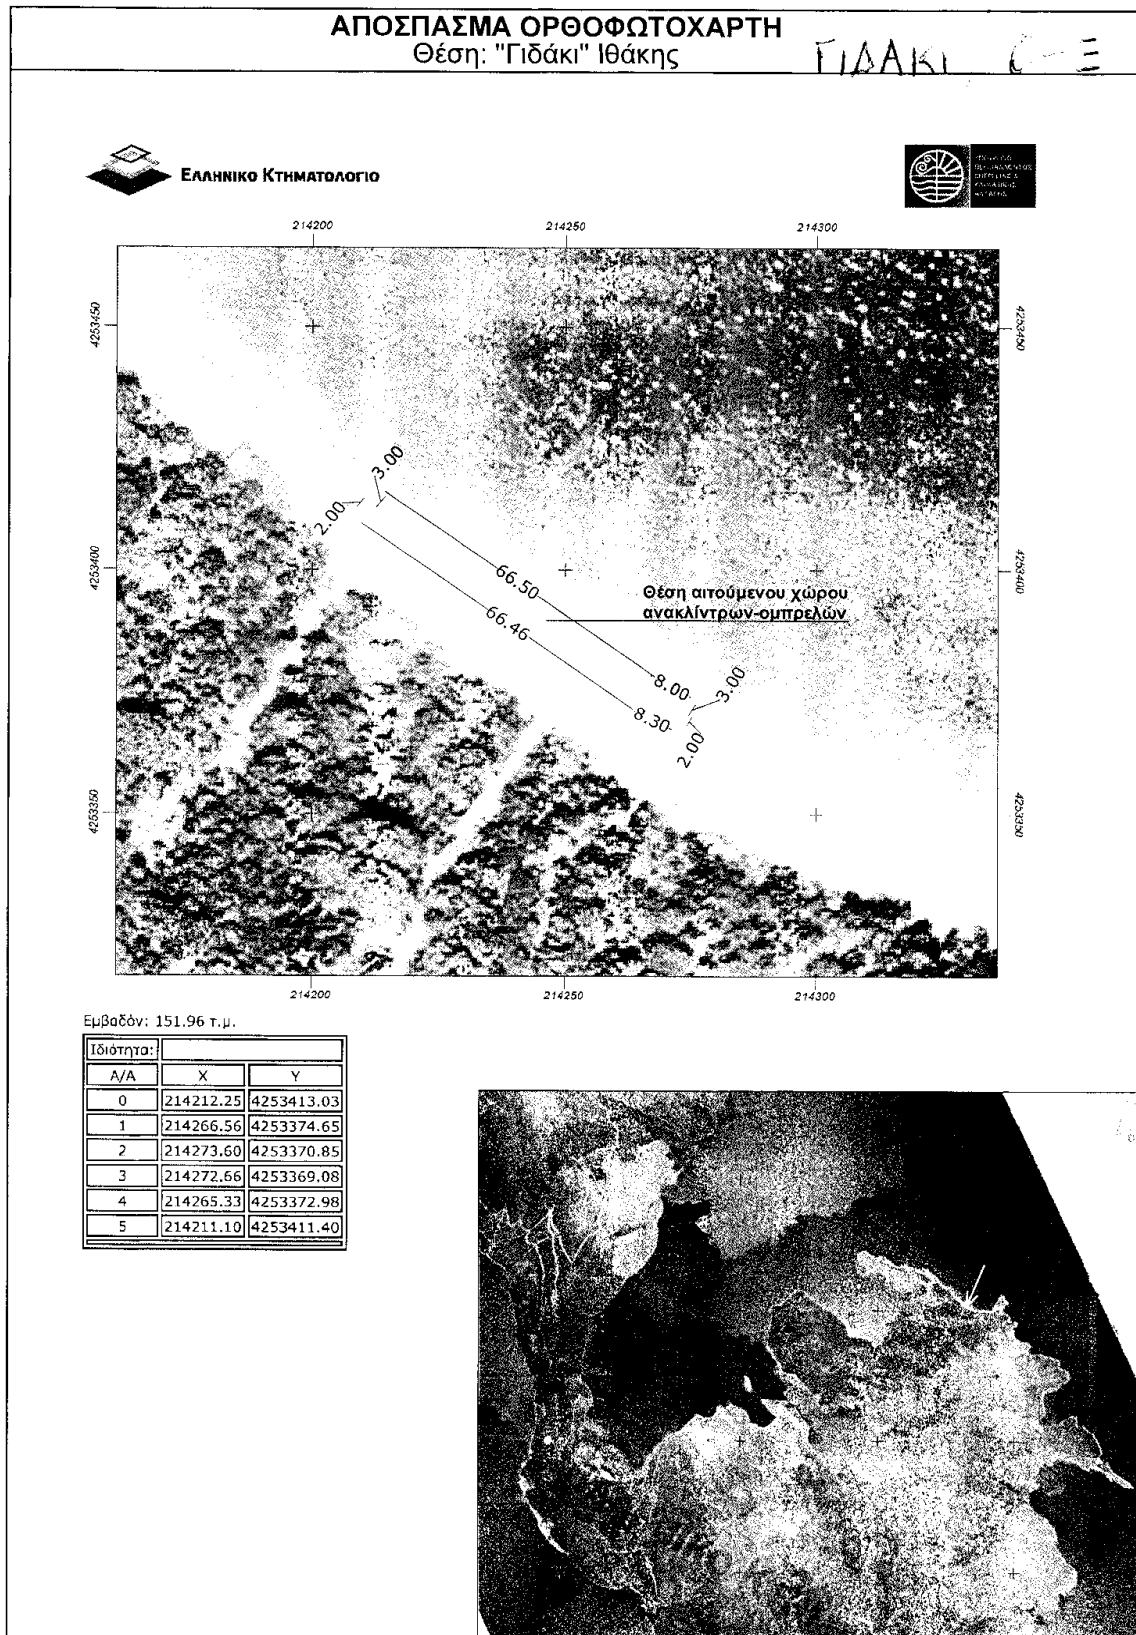 ΑΠΟΣΠΑΣΜΑ ΟΡΘΟΦΩΤΟΧΑΡΤΗ
Θέση: "Γιδάκι" Ιθάκης
ΓΙΔΑΚΙ
ΕΛΛΗΝΙΚΟ ΚΤΗΜΑΤΟΛΟΓΙΟ
214200 214250 214300
4253450 4253450
3.00
2.00
4253400 4253400
66.50
Θέση αιτούμενου χώρου
ανακλίντρων-ομπρελών
66.46
8.00 3.00
8.30
2.00
4253350 4253350
214200 214250 214300
Εμβαδόν: 151.96 τ.μ.
Ιδιότητα:
Α/Α X Y
0 214212.25 4253413.03
1 214266.56 4253374.65
2 214273.60 4253370.85
3 214272.66 4253369.08
4 214265.33 4253372.98
5 214211.10 4253411.40